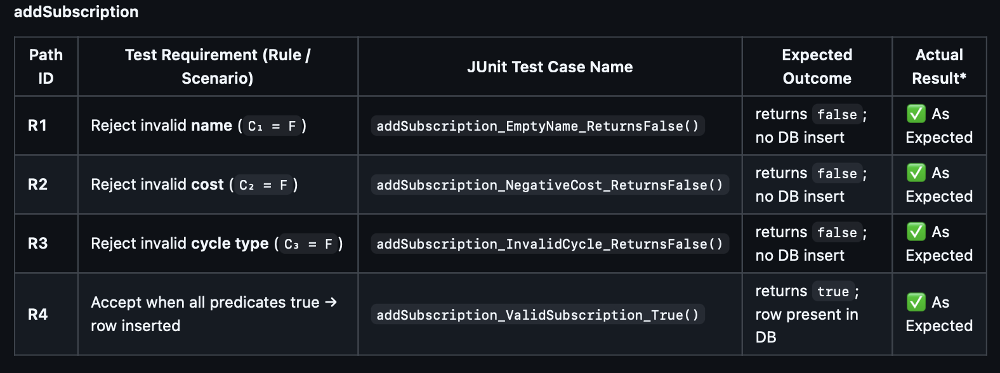 addSubscription
Path
ID
Test Requirement (Rule /
Scenario)
JUnit Test Case Name
Expected
Outcome
Actual
Result*
R1
Reject invalid name ( C₁ = F )
addSubscription_EmptyName_ReturnsFalse()
returns false ;
no DB insert
✅ As
Expected
R2
Reject invalid cost ( C₂ = F )
addSubscription_NegativeCost_ReturnsFalse()
returns false ;
no DB insert
✅ As
Expected
R3
Reject invalid cycle type ( C₃ = F )
addSubscription_InvalidCycle_ReturnsFalse()
returns false ;
no DB insert
✅ As
Expected
R4
Accept when all predicates true →
row inserted
addSubscription_ValidSubscription_True()
returns true ;
row present in
DB
✅ As
Expected